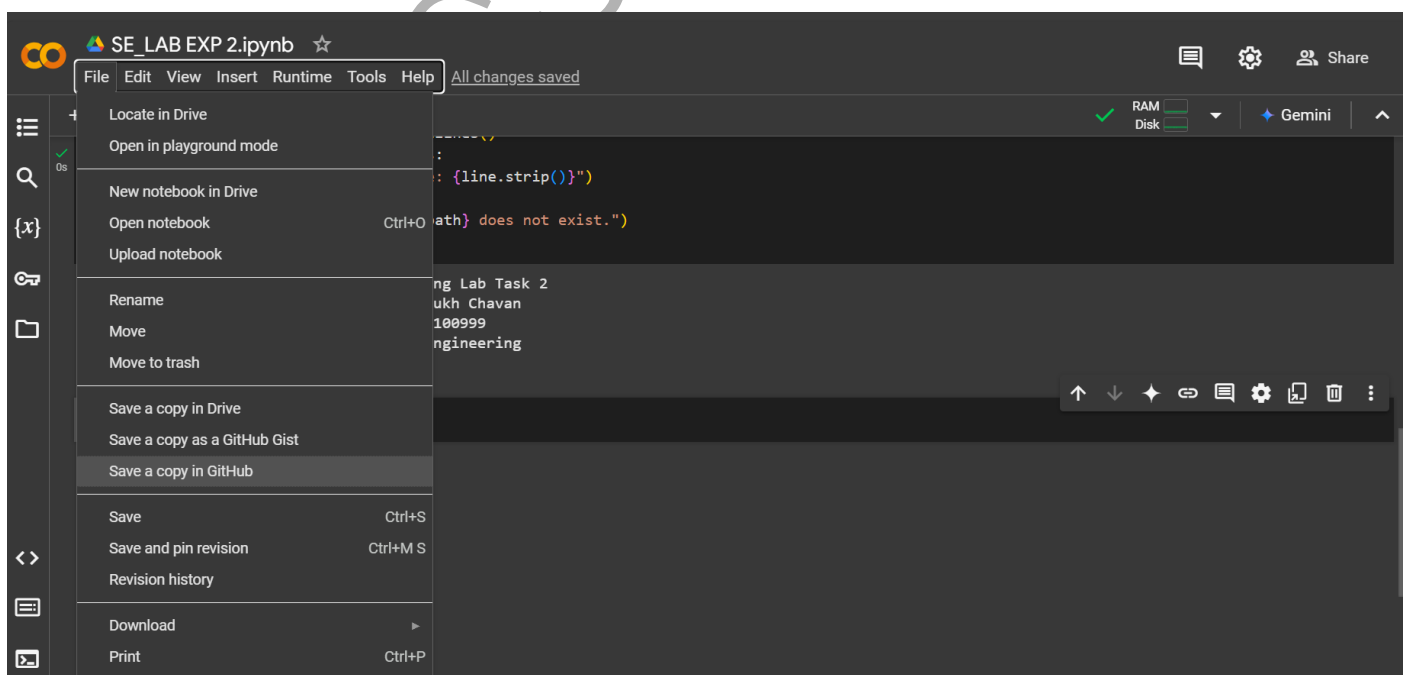 SE_LAB EXP 2.ipynb
File Edit View Insert Runtime Tools Help All changes saved
Share
RAM
Disk
Gemini
Locate in Drive
Open in playground mode
New notebook in Drive
Open notebook Ctrl+O
Upload notebook
Rename
Move
Move to trash
Save a copy in Drive
Save a copy as a GitHub Gist
Save a copy in GitHub
Save Ctrl+S
Save and pin revision Ctrl+M S
Revision history
Download
Print Ctrl+P
0s
{x}
:
: {line.strip()}")
ath} does not exist.")
ng Lab Task 2
ukh Chavan
100999
ngineering